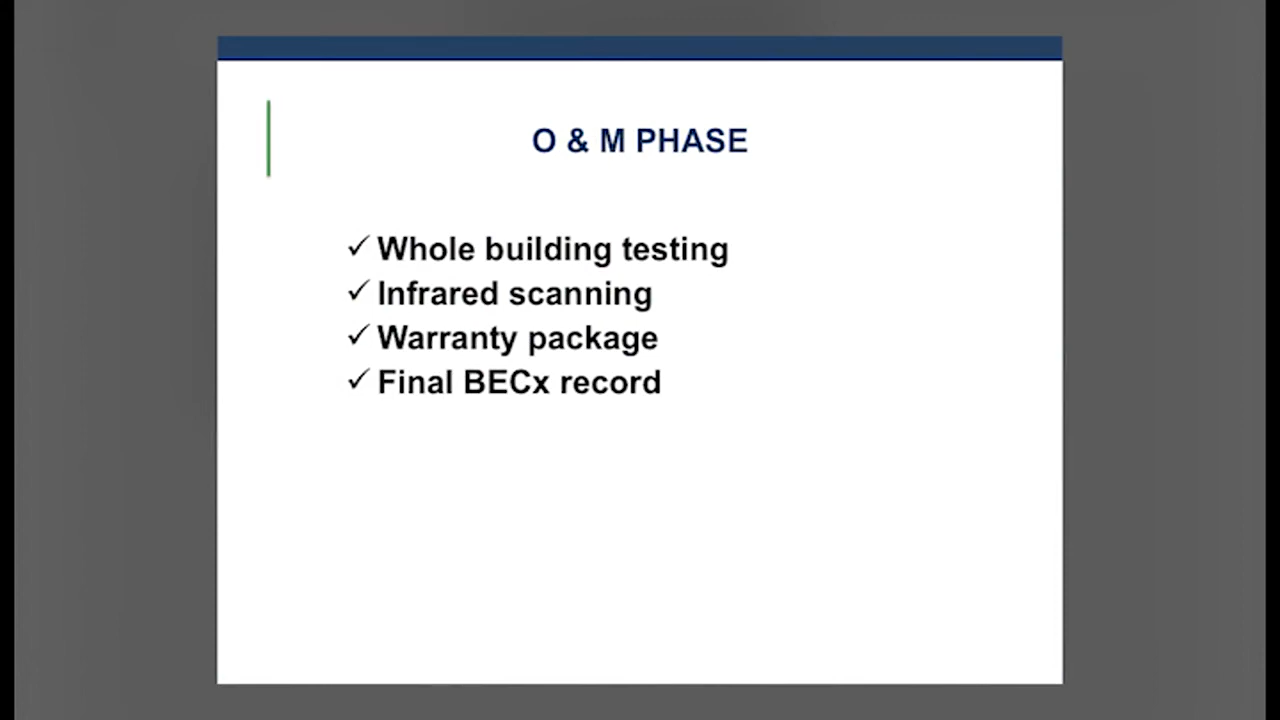 O & M PHASE
✓ Whole building testing
✓ Infrared scanning
✓ Warranty package
✓ Final BECx record